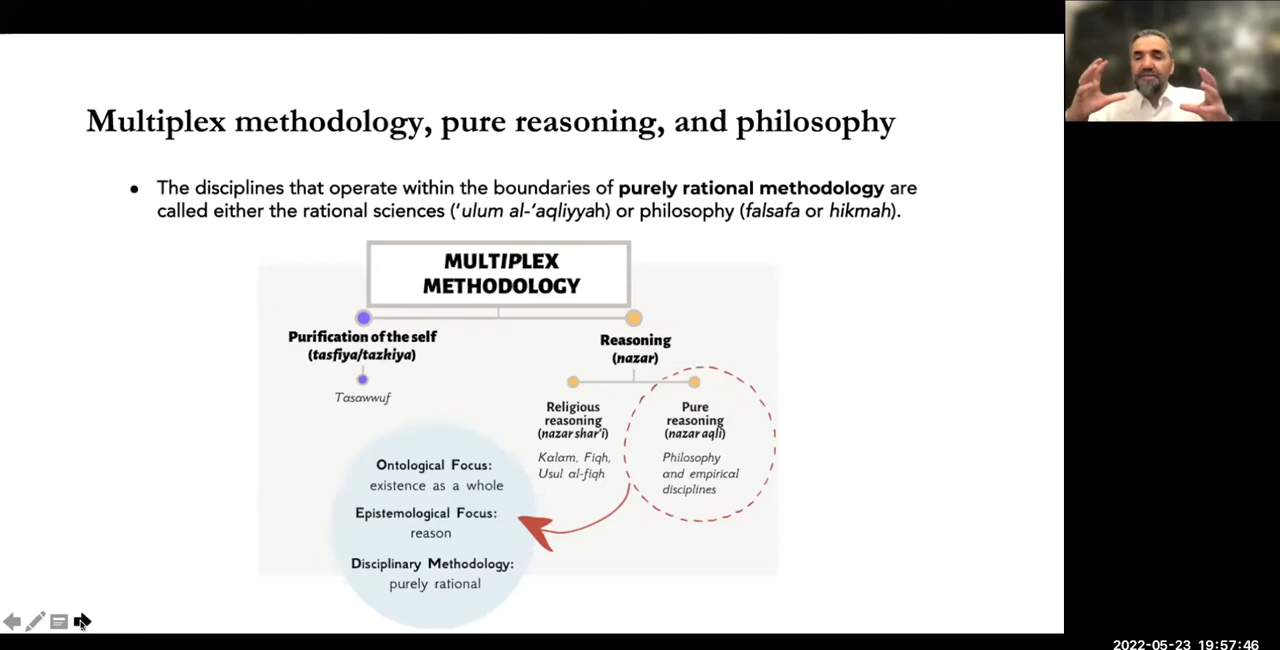 Multiplex methodology, pure reasoning, and philosophy
• The disciplines that operate within the boundaries of purely rational methodology are
called either the rational sciences (‘ulum al-‘aqliyyah) or philosophy (falsafa or hikmah).
MULTIPLEX
METHODOLOGY
Purification of the self
(tasfiya/tazkiya)
Tasawwuf
Reasoning
(nazar)
Religious
reasoning
(nazar shar‘i)
Kalam, Fiqh,
Usul al-fiqh
Pure
reasoning
(nazar aqli)
Philosophy
and empirical
disciplines
Ontological Focus:
existence as a whole
Epistemological Focus:
reason
Disciplinary Methodology:
purely rational
2022-05-23 19:57:46